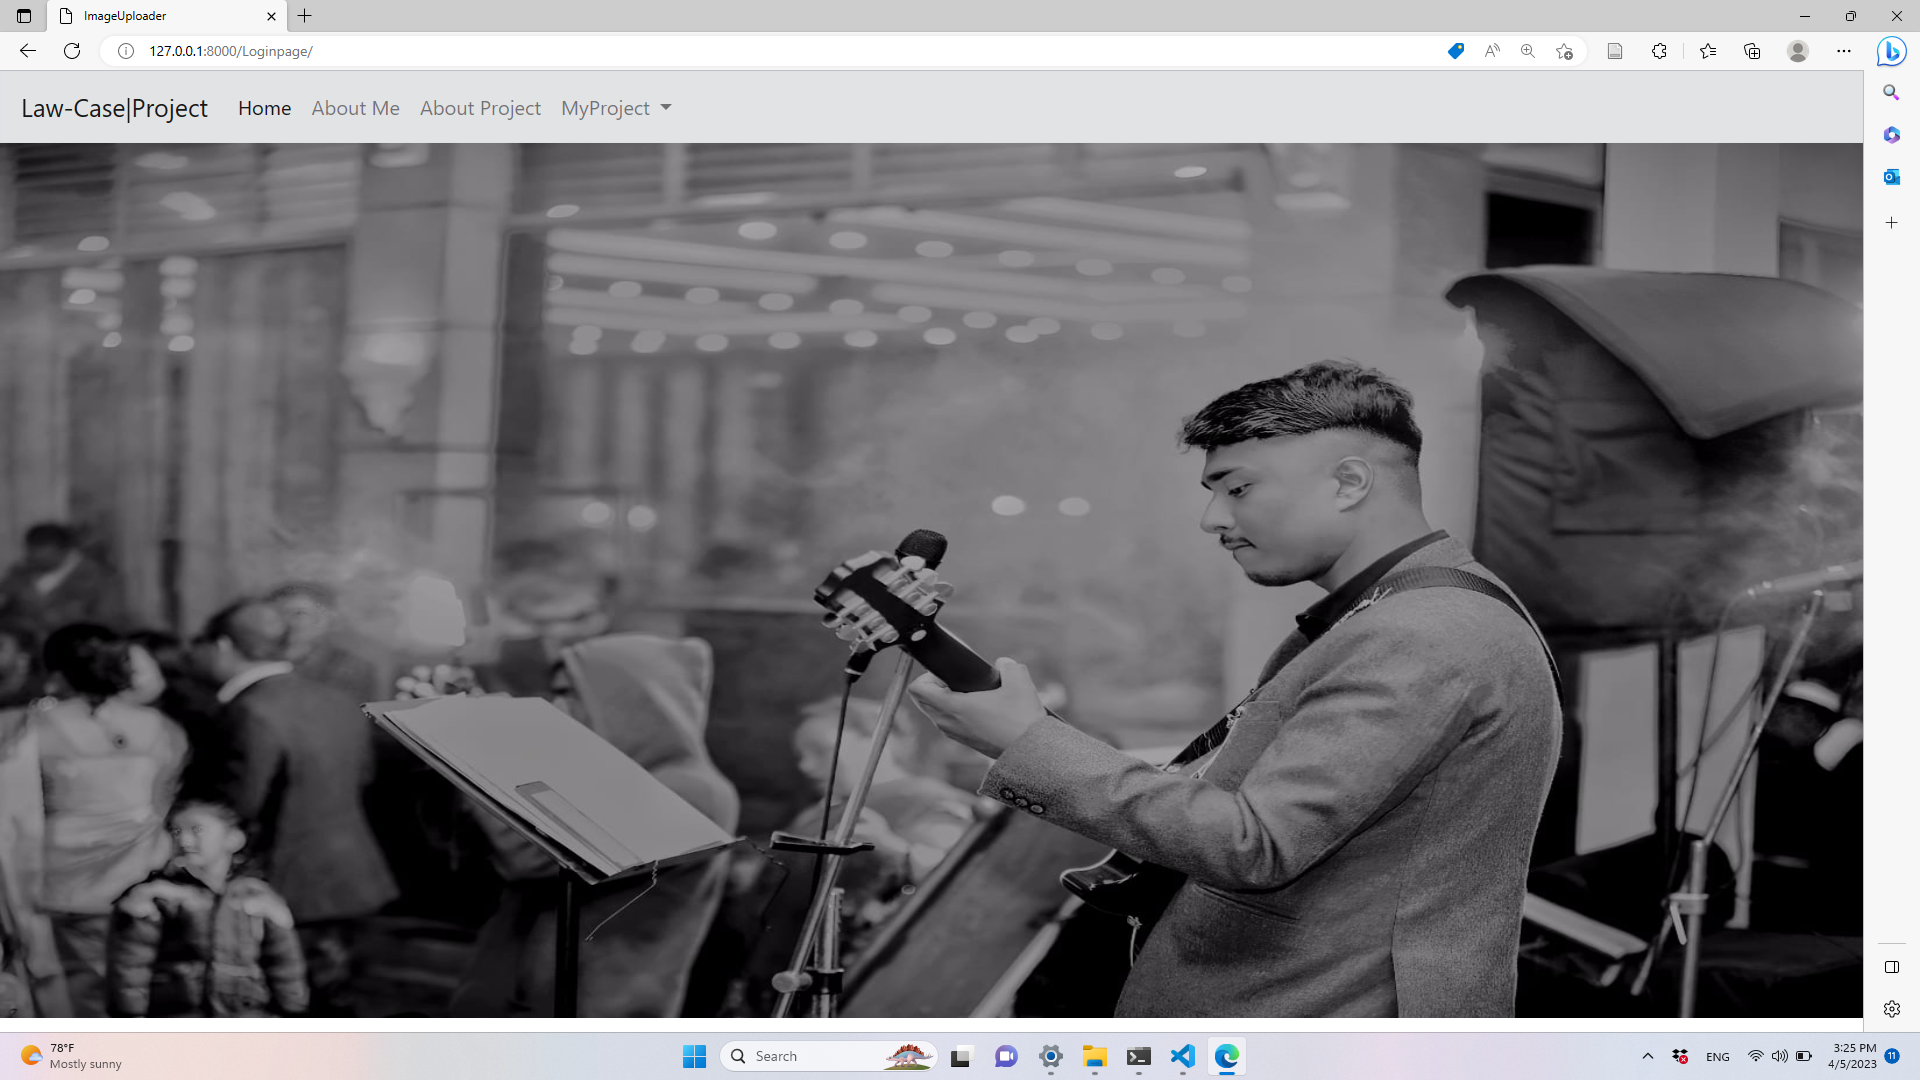 ImageUploader
127.0.0.1:8000/Loginpage/
Law-Case|Project Home About Me About Project MyProject
78°F
Mostly sunny
Search
ENG
3:25 PM
4/5/2023
11